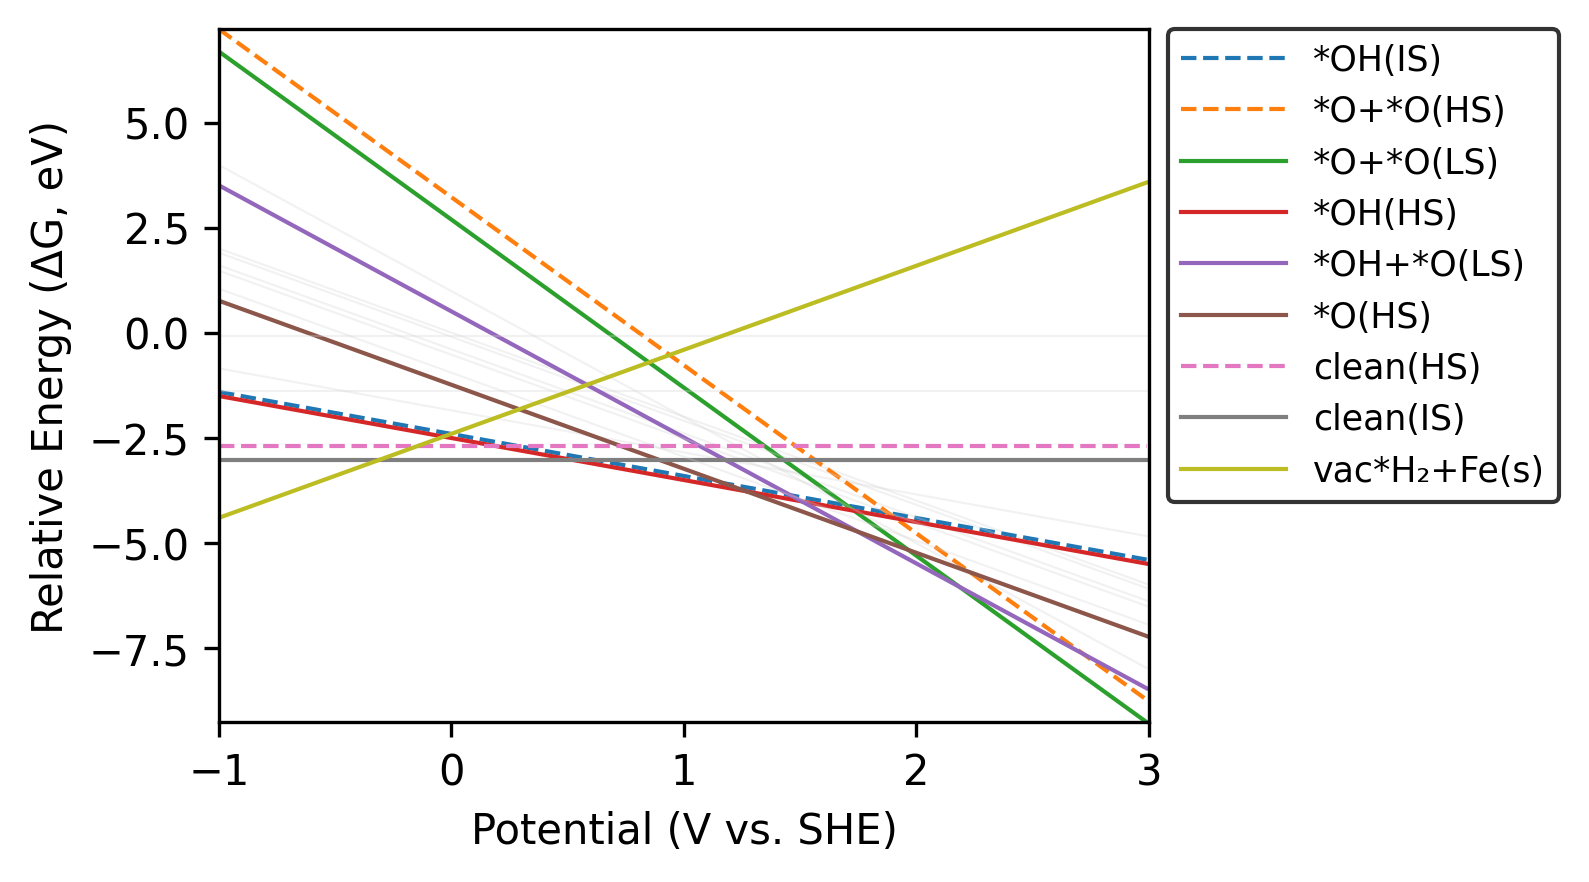 Relative Energy (ΔG, eV)
5.0
2.5
0.0
−2.5
−5.0
−7.5
−1
0
1
2
3
Potential (V vs. SHE)
*OH(IS)
*O+*O(HS)
*O+*O(LS)
*OH(HS)
*OH+*O(LS)
*O(HS)
clean(HS)
clean(IS)
vac*H₂+Fe(s)